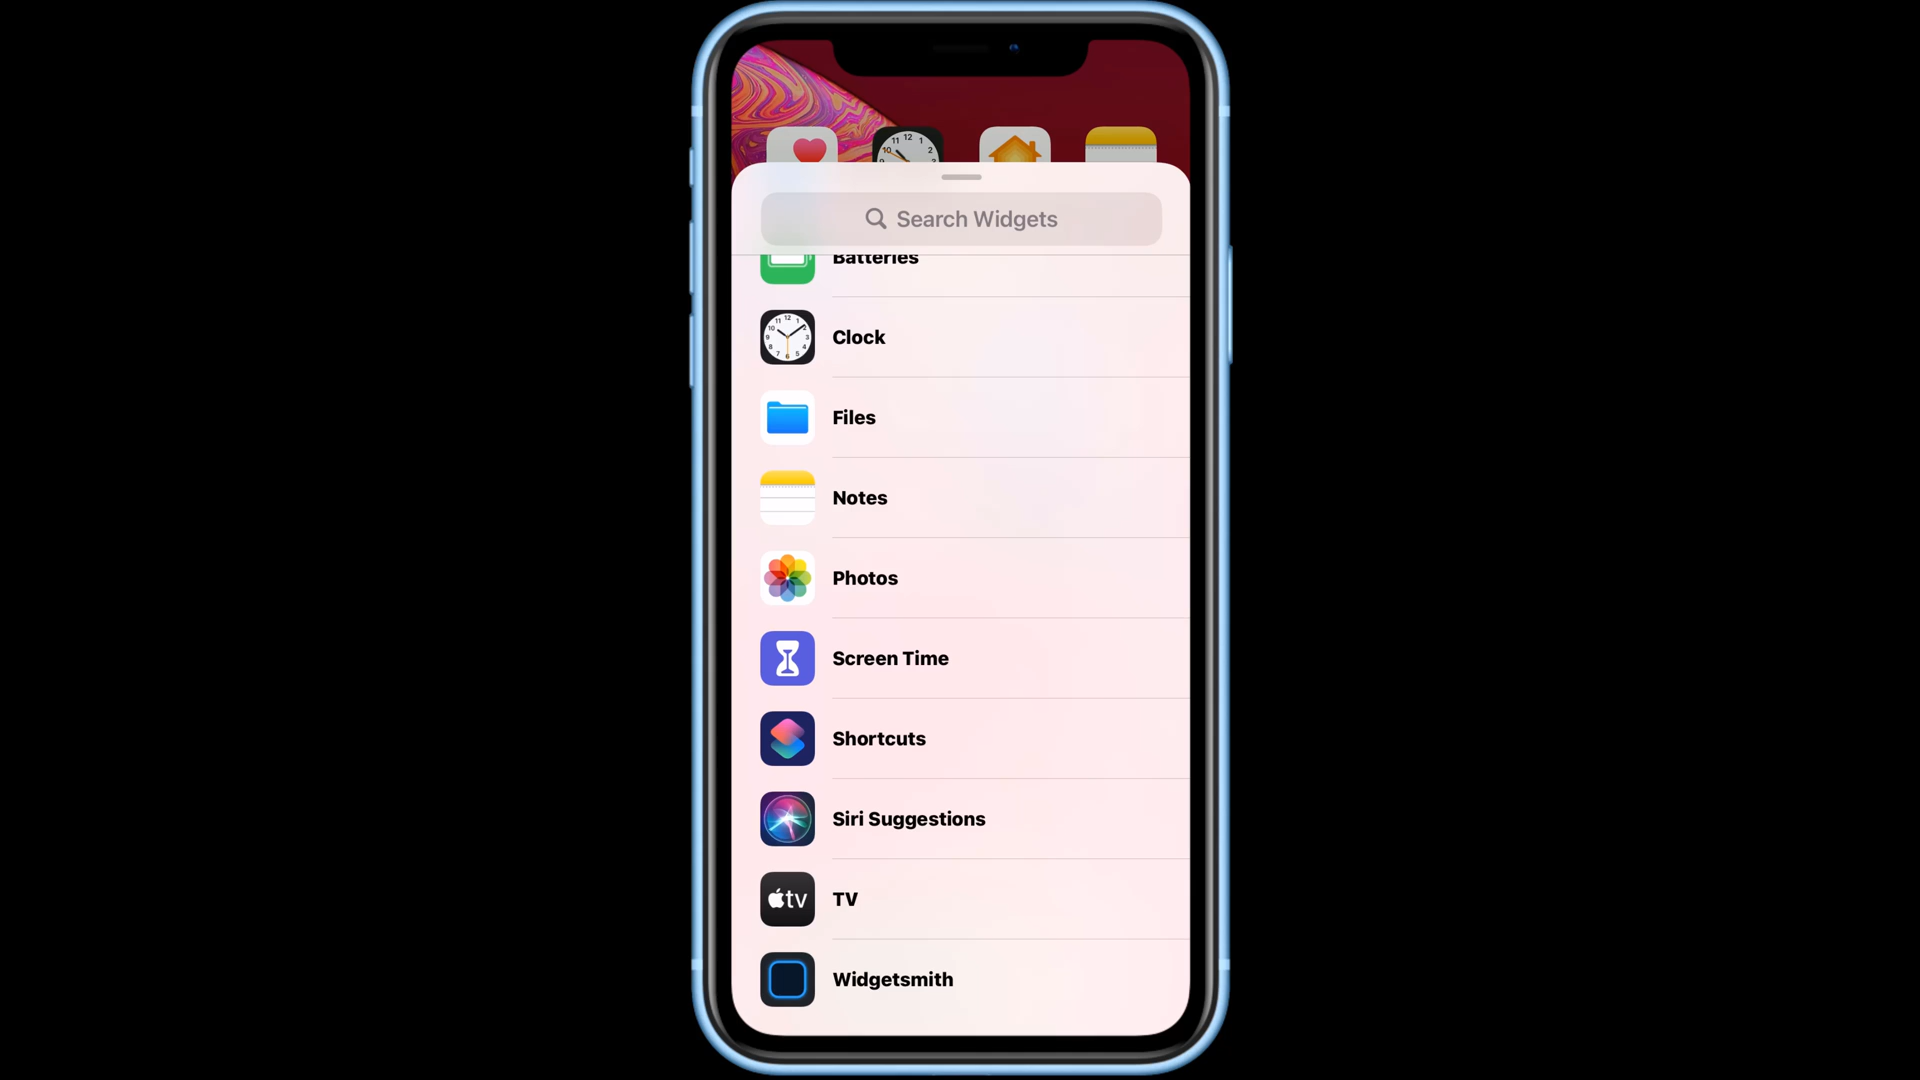 Search Widgets
Batteries
Clock
Files
Notes
Photos
Screen Time
Shortcuts
Siri Suggestions
tv
TV
Widgetsmith